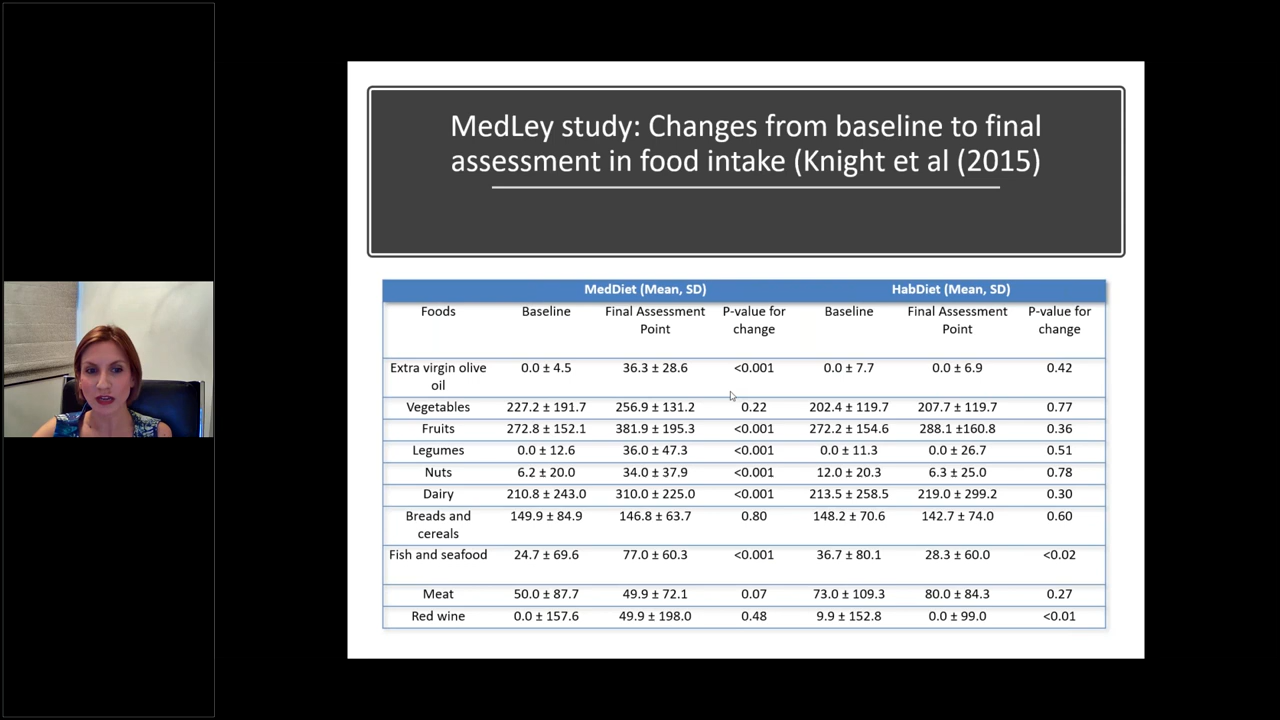 MedLey study: Changes from baseline to final
assessment in food intake (Knight et al (2015)
MedDiet (Mean, SD) HabDiet (Mean, SD)
Foods Baseline Final Assessment Point P-value for change Baseline Final Assessment Point P-value for change
Extra virgin olive oil 0.0 ± 4.5 36.3 ± 28.6 <0.001 0.0 ± 7.7 0.0 ± 6.9 0.42
Vegetables 227.2 ± 191.7 256.9 ± 131.2 0.22 202.4 ± 119.7 207.7 ± 119.7 0.77
Fruits 272.8 ± 152.1 381.9 ± 195.3 <0.001 272.2 ± 154.6 288.1 ±160.8 0.36
Legumes 0.0 ± 12.6 36.0 ± 47.3 <0.001 0.0 ± 11.3 0.0 ± 26.7 0.51
Nuts 6.2 ± 20.0 34.0 ± 37.9 <0.001 12.0 ± 20.3 6.3 ± 25.0 0.78
Dairy 210.8 ± 243.0 310.0 ± 225.0 <0.001 213.5 ± 258.5 219.0 ± 299.2 0.30
Breads and cereals 149.9 ± 84.9 146.8 ± 63.7 0.80 148.2 ± 70.6 142.7 ± 74.0 0.60
Fish and seafood 24.7 ± 69.6 77.0 ± 60.3 <0.001 36.7 ± 80.1 28.3 ± 60.0 <0.02
Meat 50.0 ± 87.7 49.9 ± 72.1 0.07 73.0 ± 109.3 80.0 ± 84.3 0.27
Red wine 0.0 ± 157.6 49.9 ± 198.0 0.48 9.9 ± 152.8 0.0 ± 99.0 <0.01